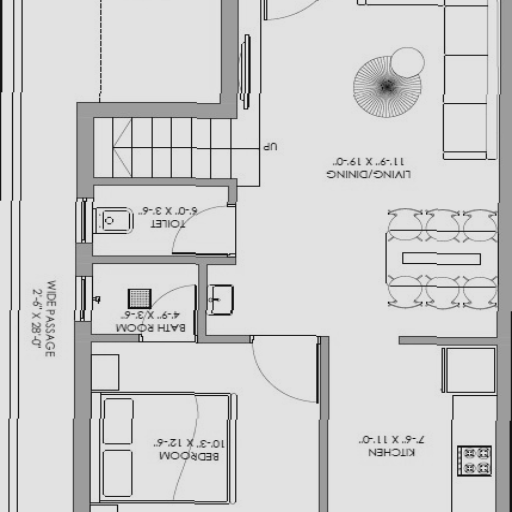 UP
LIVING/DINING
11'-9" X 19'-0"
TOILET
6'-0" X 3'-6"
BATH ROOM
4'-9" X 3'-6"
WIDE PASSAGE
2'-6" X 28'-0"
BEDROOM
10'-3" X 12'-6"
KITCHEN
7'-6" X 11'-0"